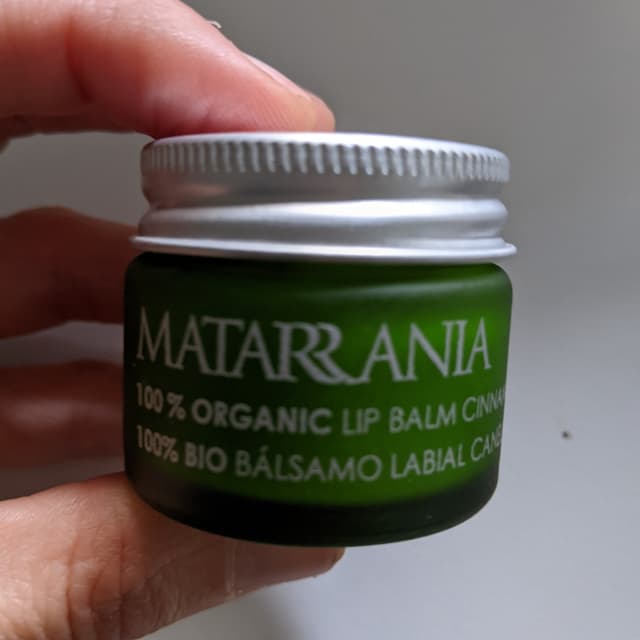 MATARRANIA
100% ORGANIC LIP BALM
100% BIO BÁLSAMO LABIAL